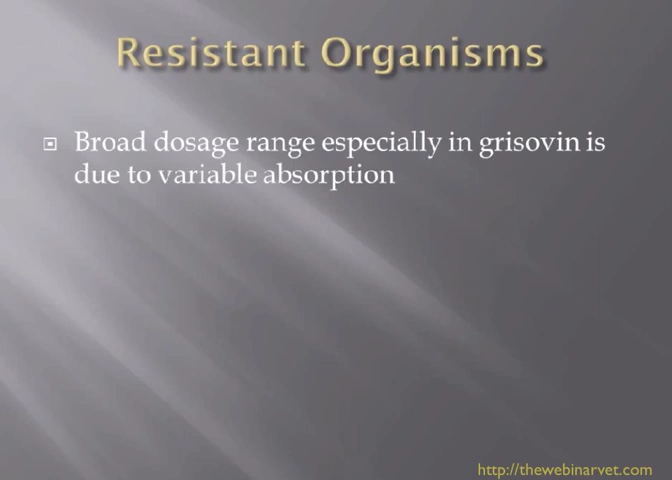 Resistant Organisms
Broad dosage range especially in grisovin is
due to variable absorption
http://thewebinarvet.com